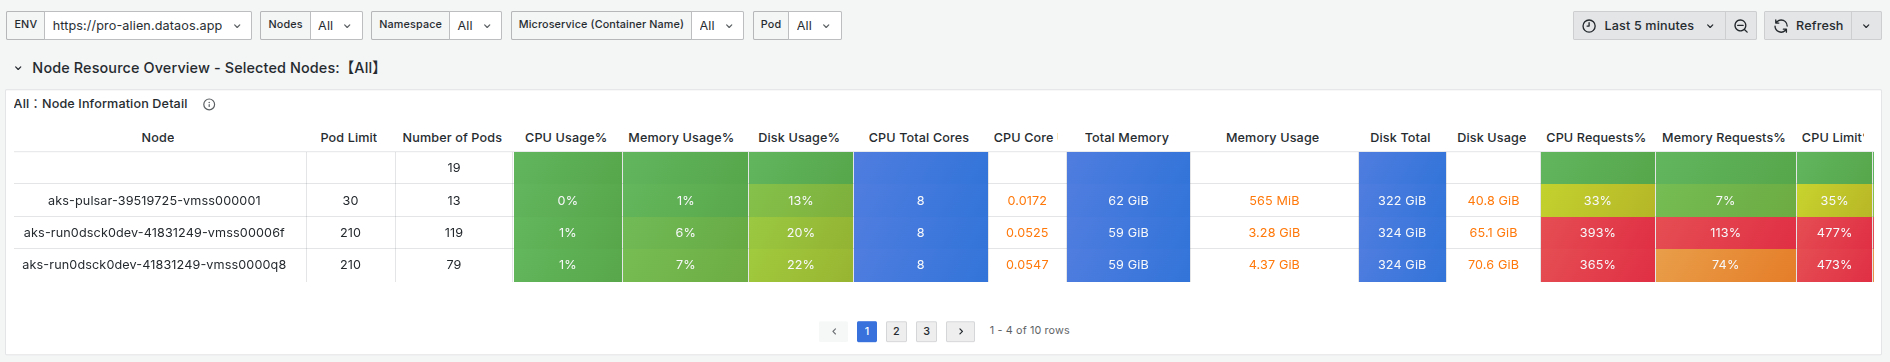 ENV https://pro-alien.dataos.app Nodes All Namespace All Microservice (Container Name) All Pod All Last 5 minutes Refresh
Node Resource Overview - Selected Nodes:【All】
All：Node Information Detail
Node Pod Limit Number of Pods CPU Usage% Memory Usage% Disk Usage% CPU Total Cores CPU Core Total Memory Memory Usage Disk Total Disk Usage CPU Requests% Memory Requests% CPU Limit
19
aks-pulsar-39519725-vmss000001 30 13 0% 1% 13% 8 0.0172 62 GiB 565 MiB 322 GiB 40.8 GiB 33% 7% 35%
aks-run0dsck0dev-41831249-vmss00006f 210 119 1% 6% 20% 8 0.0525 59 GiB 3.28 GiB 324 GiB 65.1 GiB 393% 113% 477%
aks-run0dsck0dev-41831249-vmss0000q8 210 79 1% 7% 22% 8 0.0547 59 GiB 4.37 GiB 324 GiB 70.6 GiB 365% 74% 473%
1 2 3 1 - 4 of 10 rows